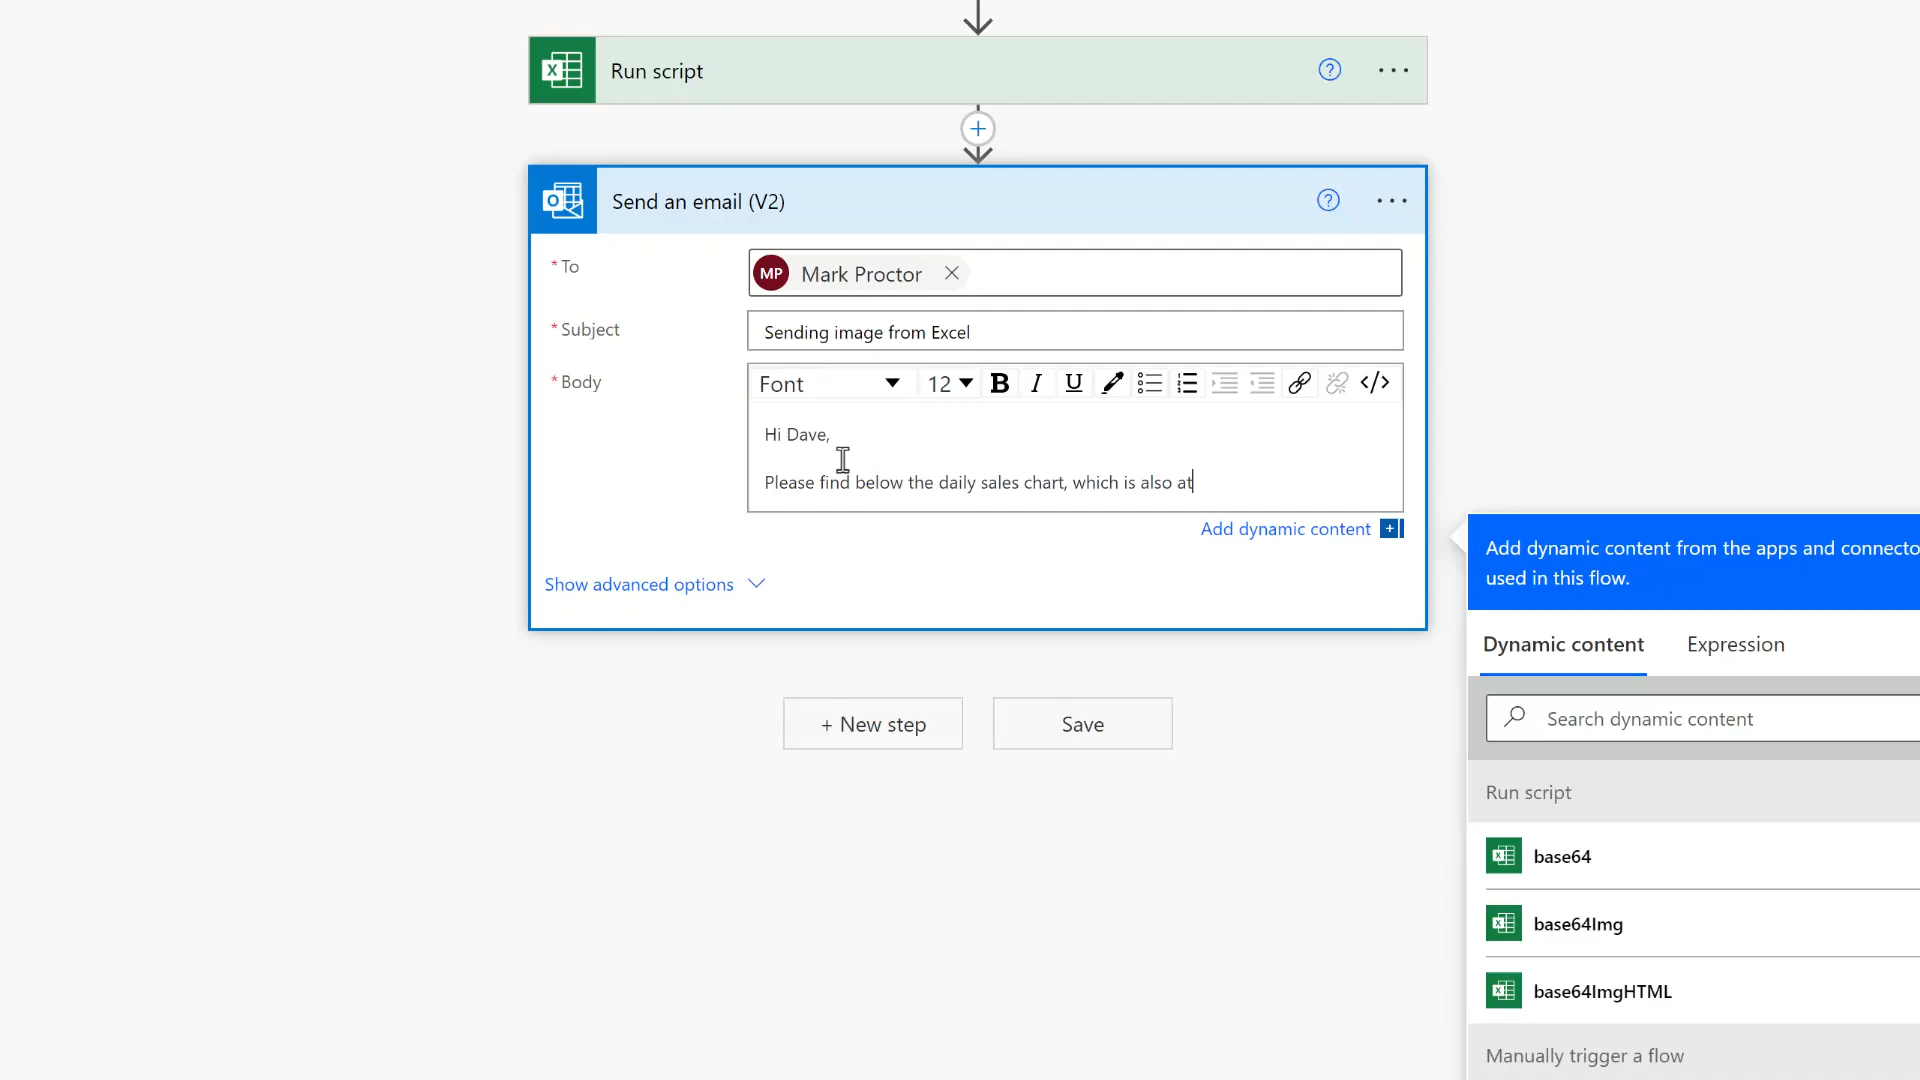 Run script
Send an email (V2)
* To
MP Mark Proctor
* Subject
Sending image from Excel
* Body
Font 12 B I U </>
Hi Dave,
Please find below the daily sales chart, which is also at
Add dynamic content
Show advanced options
+ New step
Save
Add dynamic content from the apps and connecto
used in this flow.
Dynamic content
Expression
Search dynamic content
Run script
base64
base64Img
base64ImgHTML
Manually trigger a flow